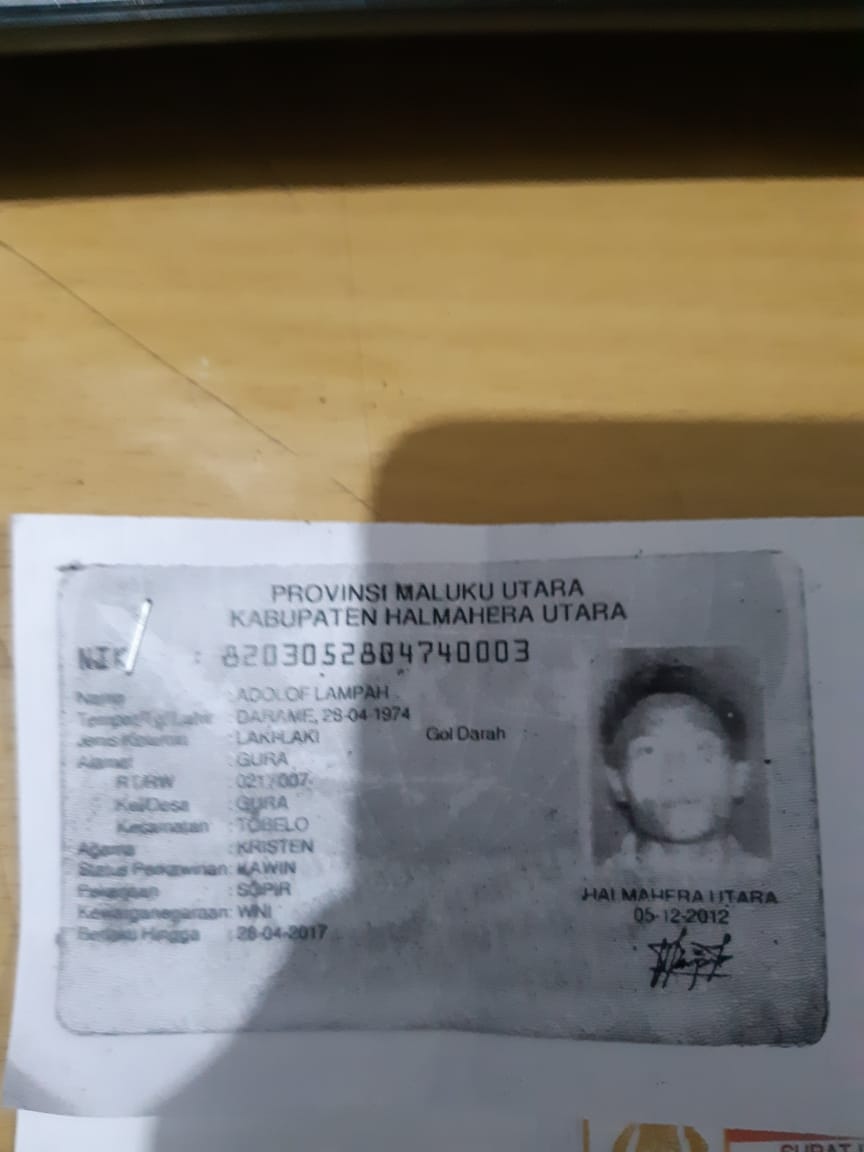 PROVINSI MALUKU UTARA
KABUPATEN HALMAHERA UTARA
NIK : 8203052804740003
Nama : ADOLOF LAMPAH
Tempat/Tgl Lahir : DARAME, 28-04-1974
Jenis Kelamin : LAKI-LAKI Gol Darah
Alamat : GURA
RT/RW : 021/007
Kel/Desa : GURA
Kecamatan : TOBELO
Agama : KRISTEN
Status Perkawinan: KAWIN
Pekerjaan : SOPIR
Kewarganegaraan: WNI
Berlaku Hingga : 28-04-2017
HALMAHERA UTARA
05-12-2012
SURAT